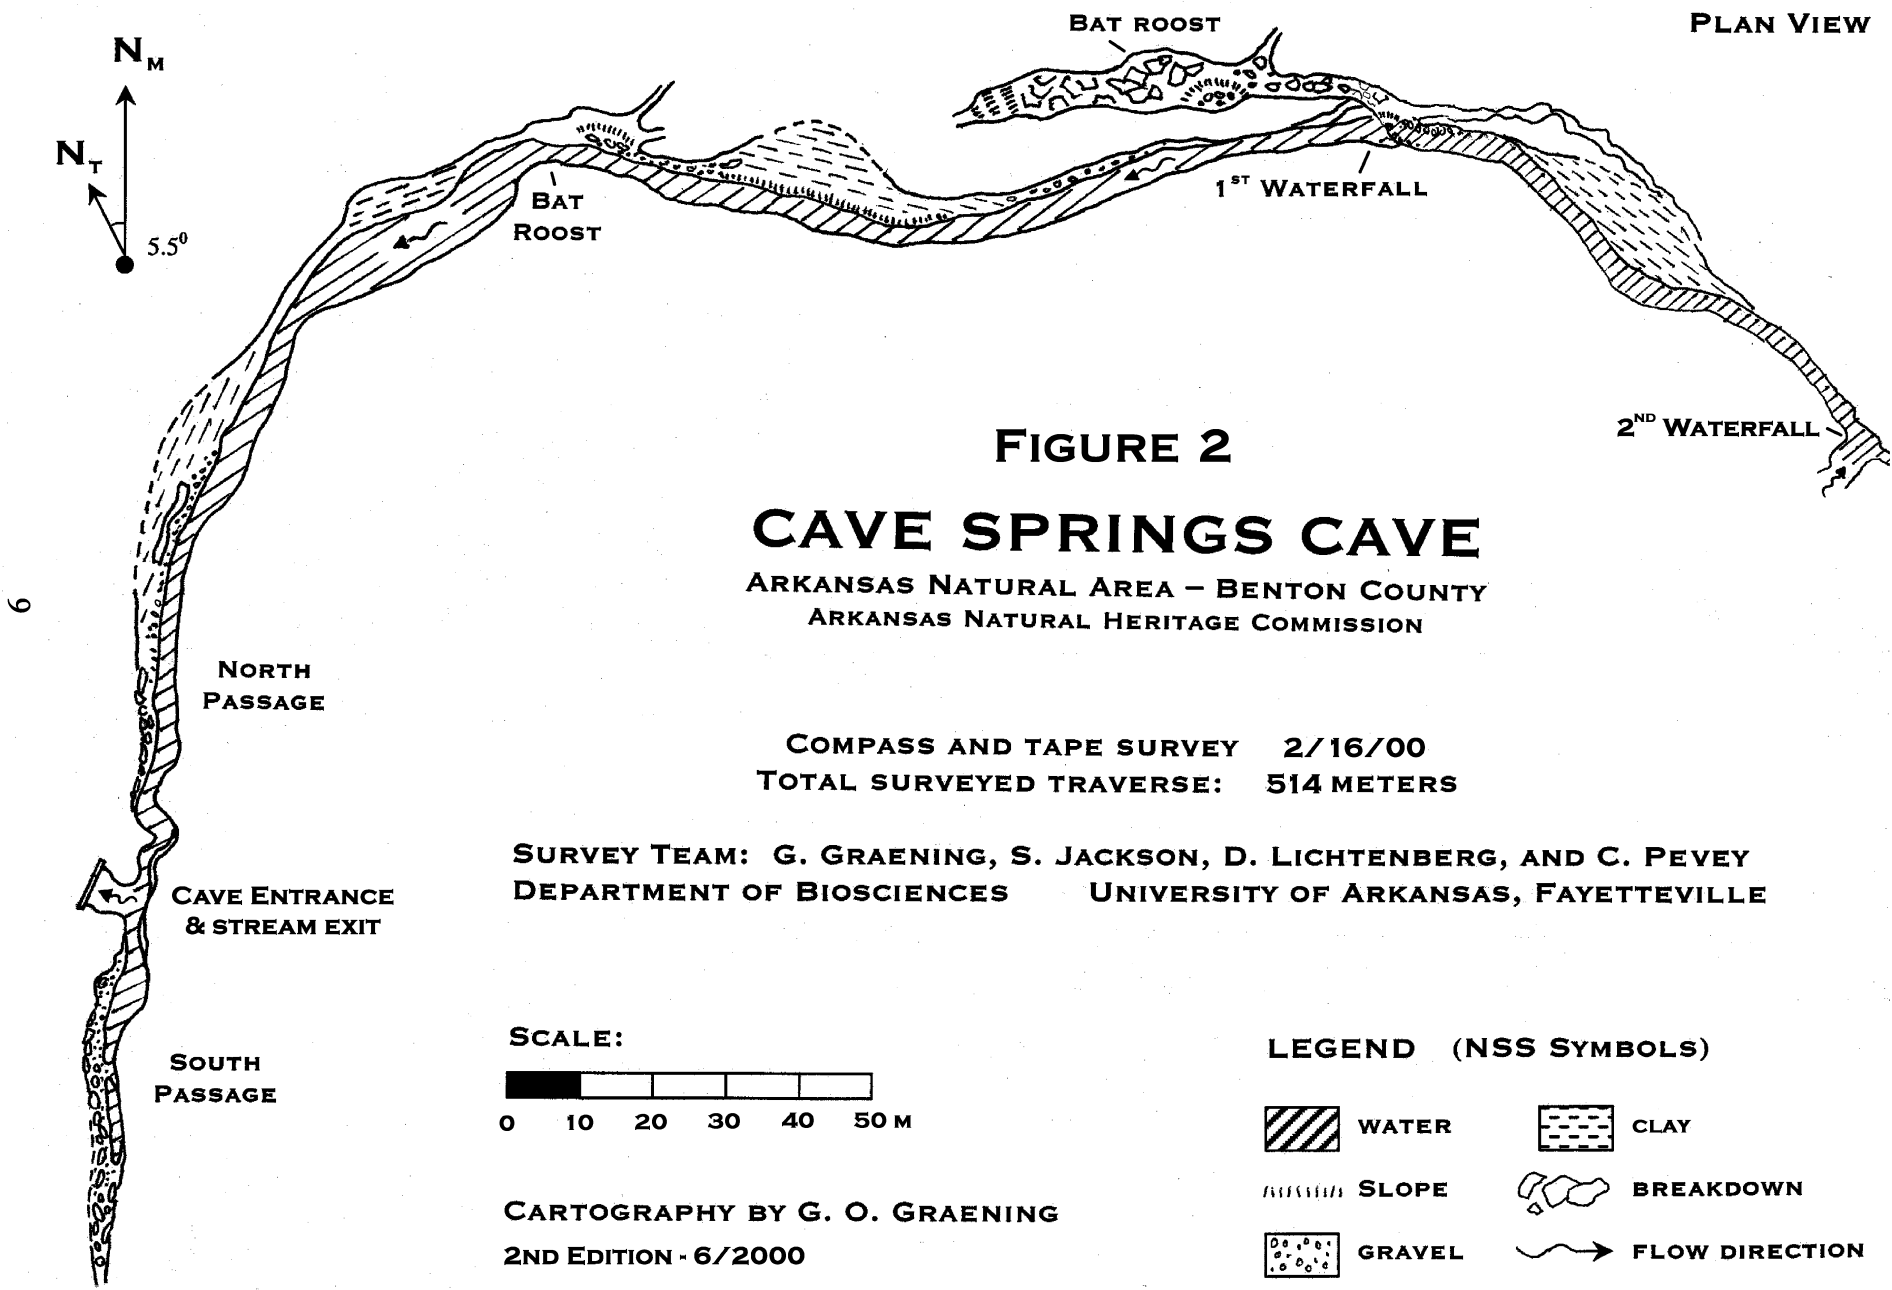 PLAN VIEW
BAT ROOST
N M
N T
5.5⁰
BAT
ROOST
1ST WATERFALL
2ND WATERFALL
FIGURE 2
CAVE SPRINGS CAVE
ARKANSAS NATURAL AREA – BENTON COUNTY
ARKANSAS NATURAL HERITAGE COMMISSION
6
NORTH
PASSAGE
COMPASS AND TAPE SURVEY 2/16/00
TOTAL SURVEYED TRAVERSE: 514 METERS
SURVEY TEAM: G. GRAENING, S. JACKSON, D. LICHTENBERG, AND C. PEVEY
DEPARTMENT OF BIOSCIENCES UNIVERSITY OF ARKANSAS, FAYETTEVILLE
CAVE ENTRANCE
& STREAM EXIT
SOUTH
PASSAGE
SCALE:
0 10 20 30 40 50 M
CARTOGRAPHY BY G. O. GRAENING
2ND EDITION - 6/2000
LEGEND (NSS SYMBOLS)
WATER
CLAY
SLOPE
BREAKDOWN
GRAVEL
FLOW DIRECTION